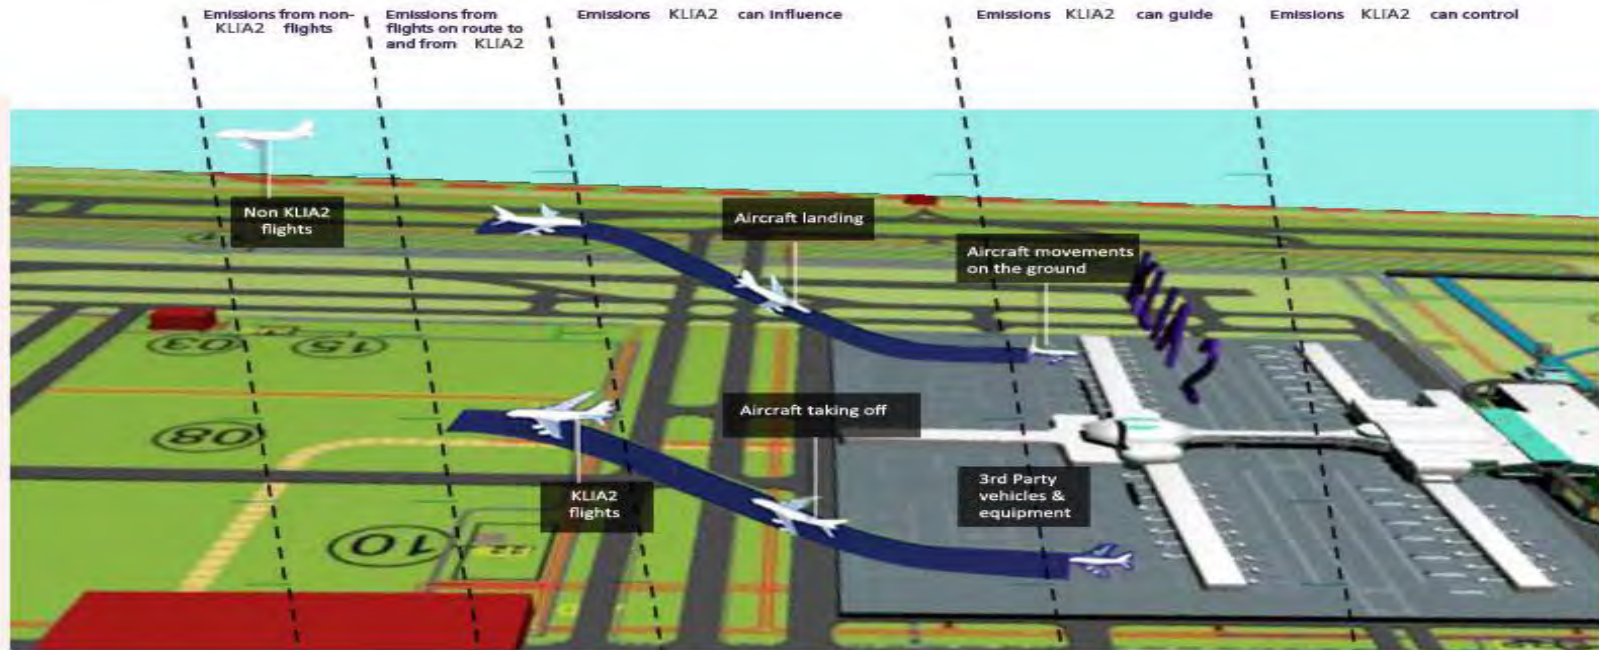 Emissions from non-
KLIA2 flights
Emissions from
flights on route to
and from KLIA2
Emissions KLIA2 can influence
Emissions KLIA2 can guide
Emissions KLIA2 can control
Non KLIA2
flights
Aircraft landing
Aircraft movements
on the ground
03
15
Aircraft taking off
08
KLIA2
flights
3rd Party
vehicles &
equipment
10
22